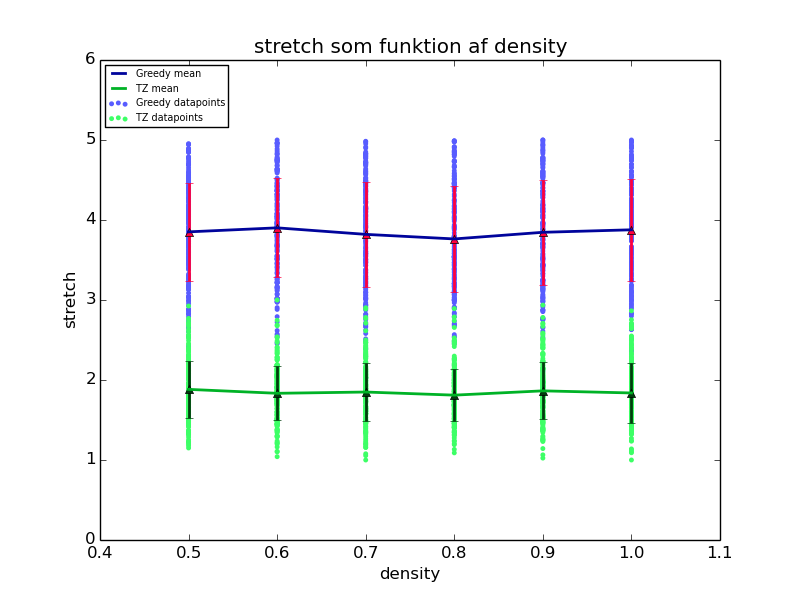 stretch som funktion af density
Greedy mean
TZ mean
Greedy datapoints
TZ datapoints
6
5
4
3
2
1
0
stretch
0.4 0.5 0.6 0.7 0.8 0.9 1.0 1.1
density